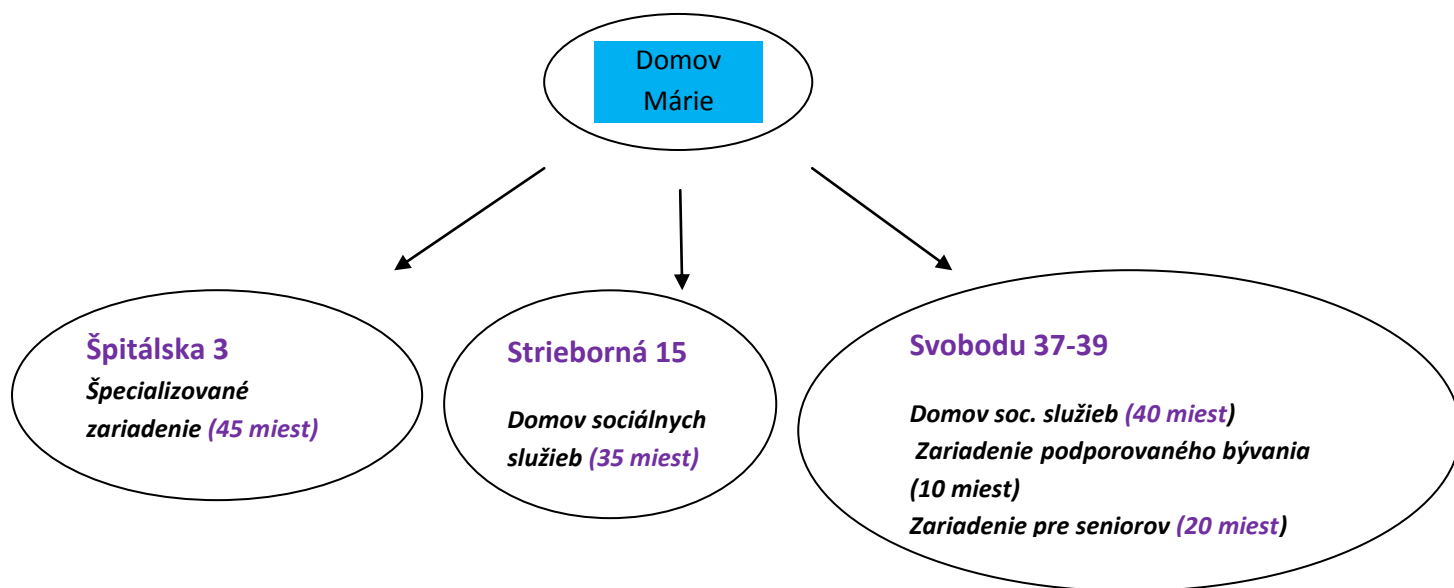 Domov
Márie
Špitálska 3
Špecializované
zariadenie (45 miest)
Strieborná 15
Domov sociálnych
služieb (35 miest)
Svobodu 37-39
Domov soc. služieb (40 miest)
Zariadenie podporovaného bývania
(10 miest)
Zariadenie pre seniorov (20 miest)